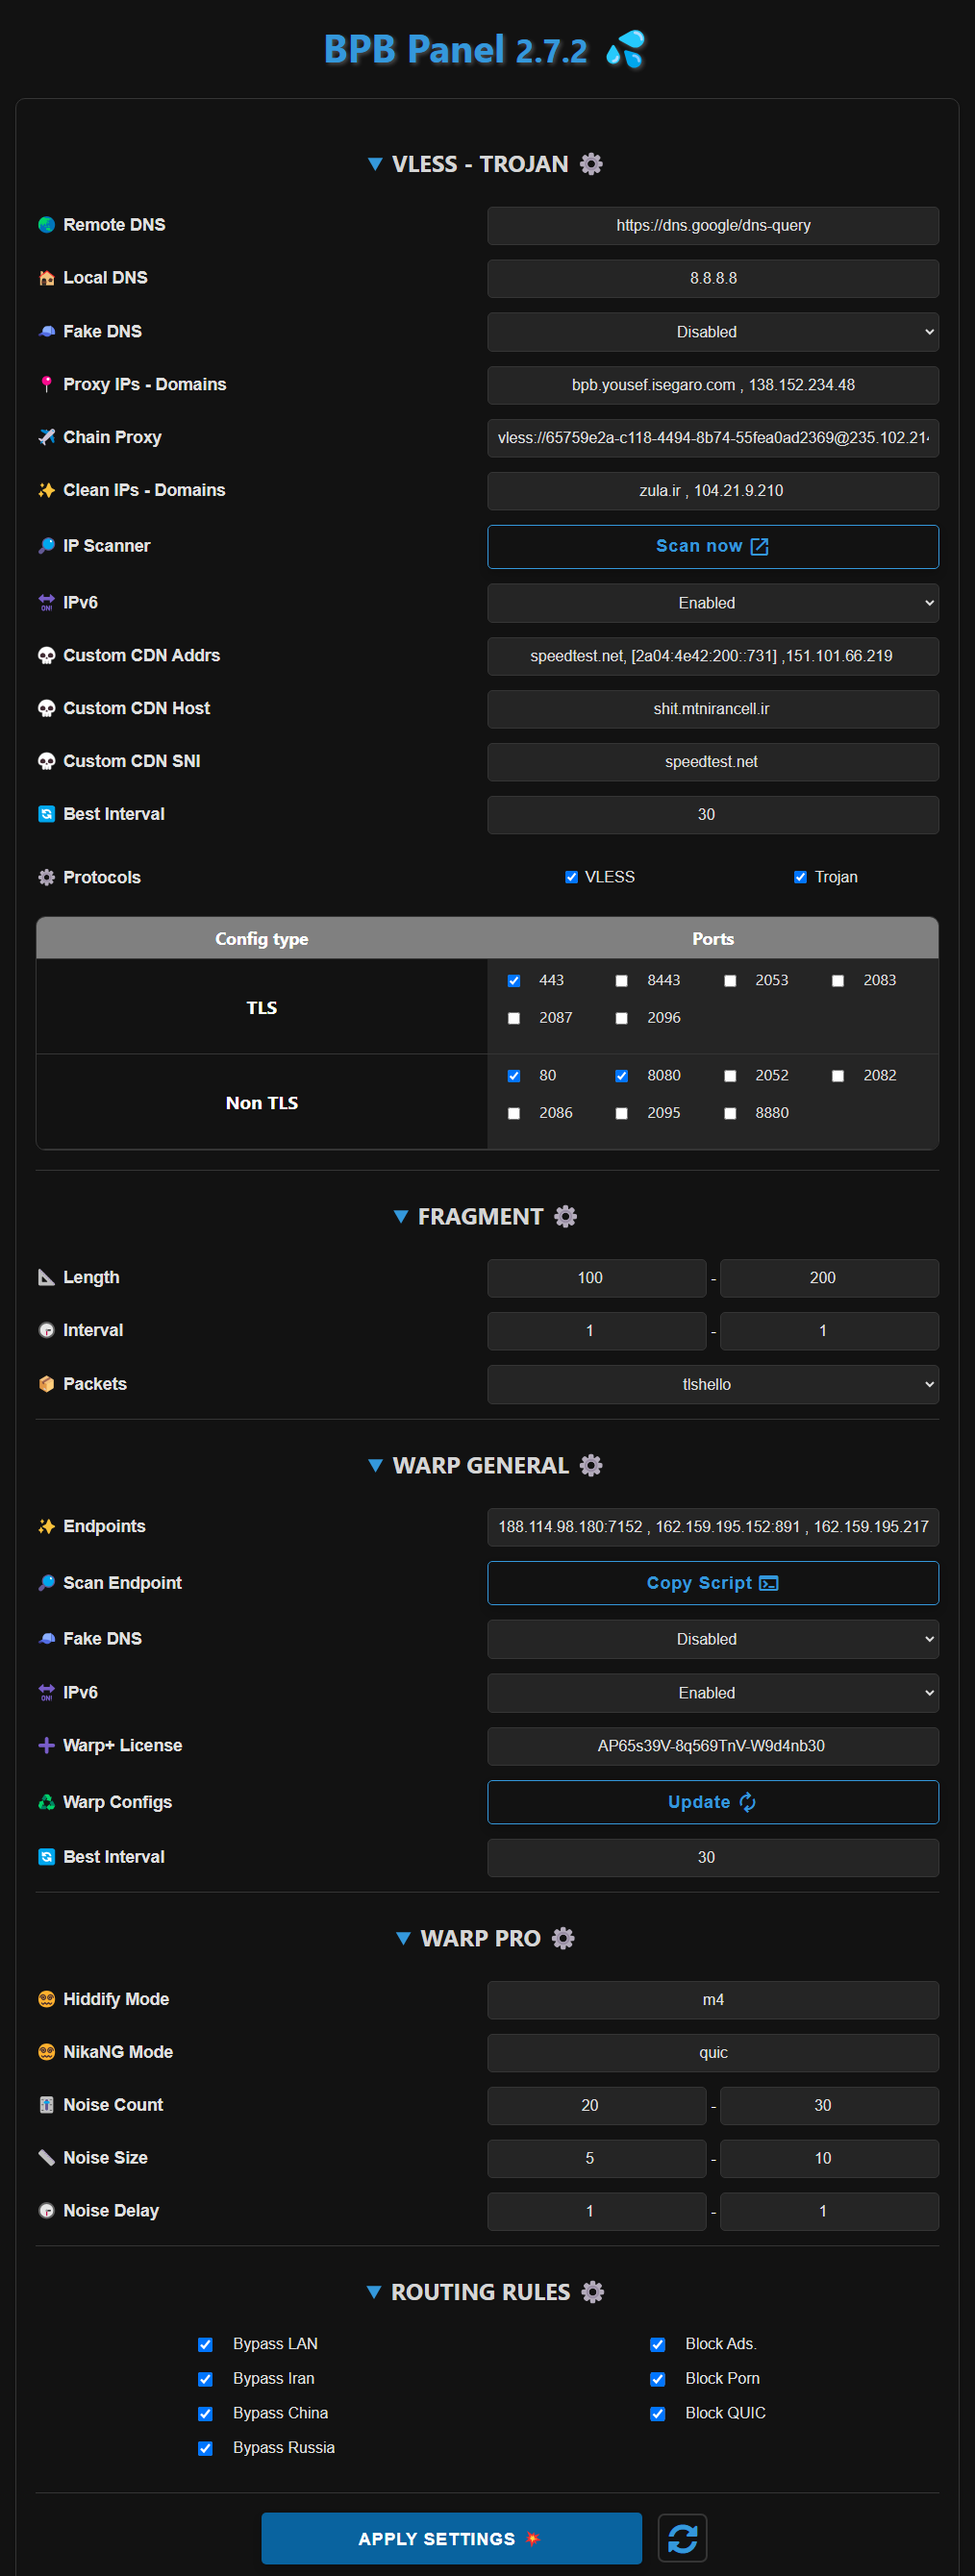 BPB Panel 2.7.2 💦
VLESS - TROJAN ⚙️
Remote DNS https://dns.google/dns-query
Local DNS 8.8.8.8
Fake DNS Disabled
Proxy IPs - Domains bpb.yousef.isegaro.com , 138.152.234.48
Chain Proxy vless://65759e2a-c118-4494-8b74-55fea0ad2369@235.102.214
Clean IPs - Domains zula.ir , 104.21.9.210
IP Scanner Scan now
IPv6 Enabled
Custom CDN Addrs speedtest.net, [2a04:4e42:200::731] ,151.101.66.219
Custom CDN Host shit.mtnirancell.ir
Custom CDN SNI speedtest.net
Best Interval 30
Protocols VLESS Trojan
Config type Ports
TLS 443 8443 2053 2083
2087 2096
Non TLS 80 8080 2052 2082
2086 2095 8880
FRAGMENT ⚙️
Length 100 - 200
Interval 1 - 1
Packets tlshello
WARP GENERAL ⚙️
Endpoints 188.114.98.180:7152 , 162.159.195.152:891 , 162.159.195.217
Scan Endpoint Copy Script
Fake DNS Disabled
IPv6 Enabled
Warp+ License AP65s39V-8q569TnV-W9d4nb30
Warp Configs Update
Best Interval 30
WARP PRO ⚙️
Hiddify Mode m4
NikaNG Mode quic
Noise Count 20 - 30
Noise Size 5 - 10
Noise Delay 1 - 1
ROUTING RULES ⚙️
Bypass LAN Block Ads.
Bypass Iran Block Porn
Bypass China Block QUIC
Bypass Russia
APPLY SETTINGS 💥